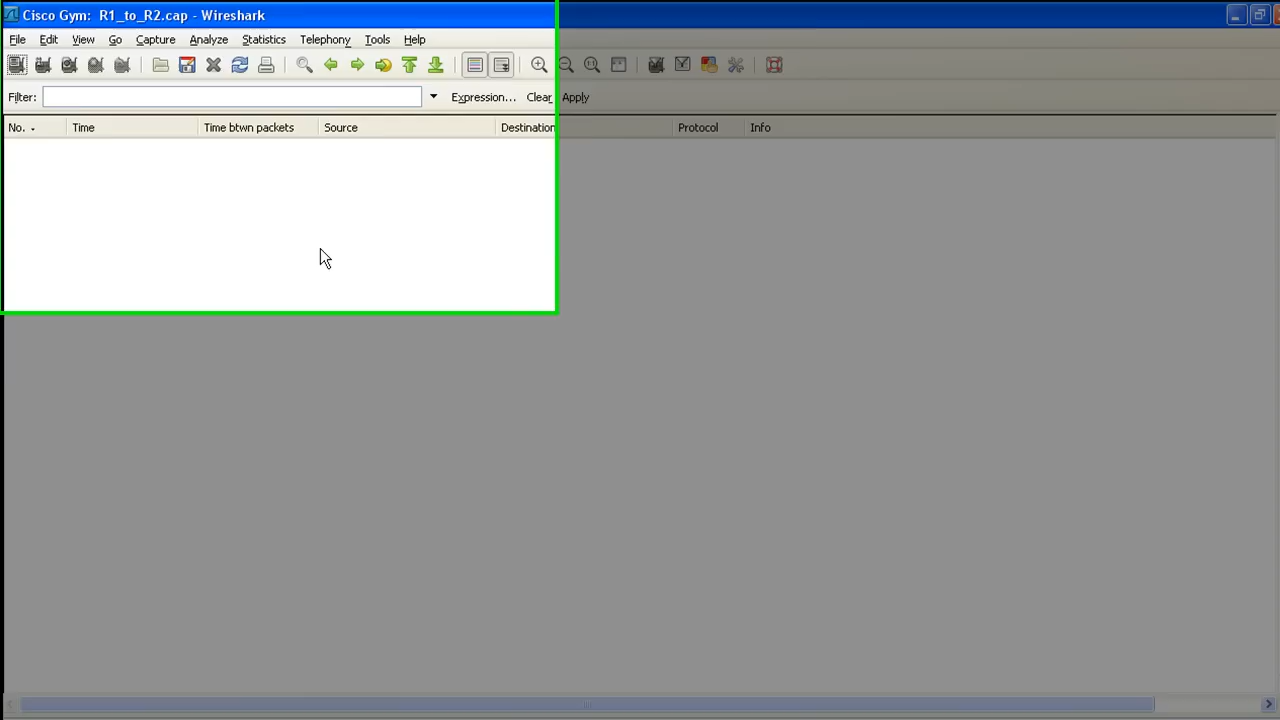 Cisco Gym: R1_to_R2.cap - Wireshark
File Edit View Go Capture Analyze Statistics Telephony Tools Help
Filter: Expression... Clear Apply
No. Time Time btwn packets Source Destination Protocol Info